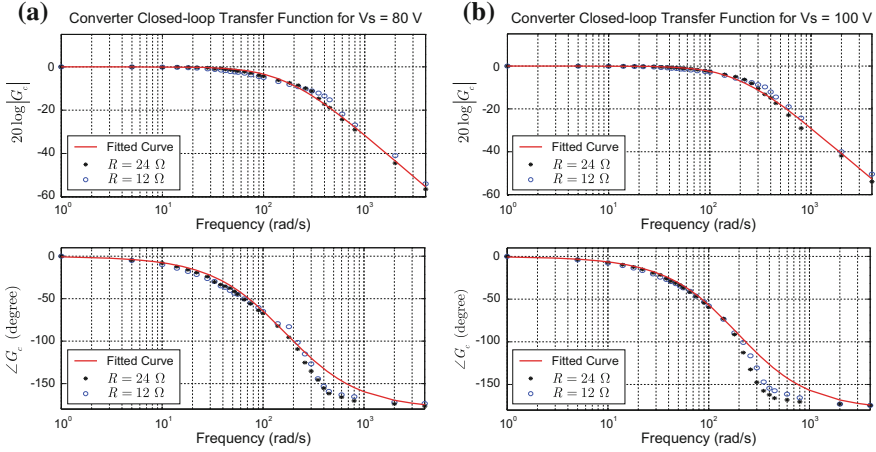 (a)
Converter Closed-loop Transfer Function for Vs = 80 V
0
-20
-40
-60
20 log|G_c|
Fitted Curve
R = 24 Ω
R = 12 Ω
10^0
10^1
10^2
10^3
Frequency (rad/s)
0
-50
-100
-150
∠G_c (degree)
Fitted Curve
R = 24 Ω
R = 12 Ω
10^0
10^1
10^2
10^3
Frequency (rad/s)
(b)
Converter Closed-loop Transfer Function for Vs = 100 V
0
-20
-40
-60
20 log|G_c|
Fitted Curve
R = 24 Ω
R = 12 Ω
10^0
10^1
10^2
10^3
Frequency (rad/s)
0
-50
-100
-150
∠G_c (degree)
Fitted Curve
R = 24 Ω
R = 12 Ω
10^0
10^1
10^2
10^3
Frequency (rad/s)